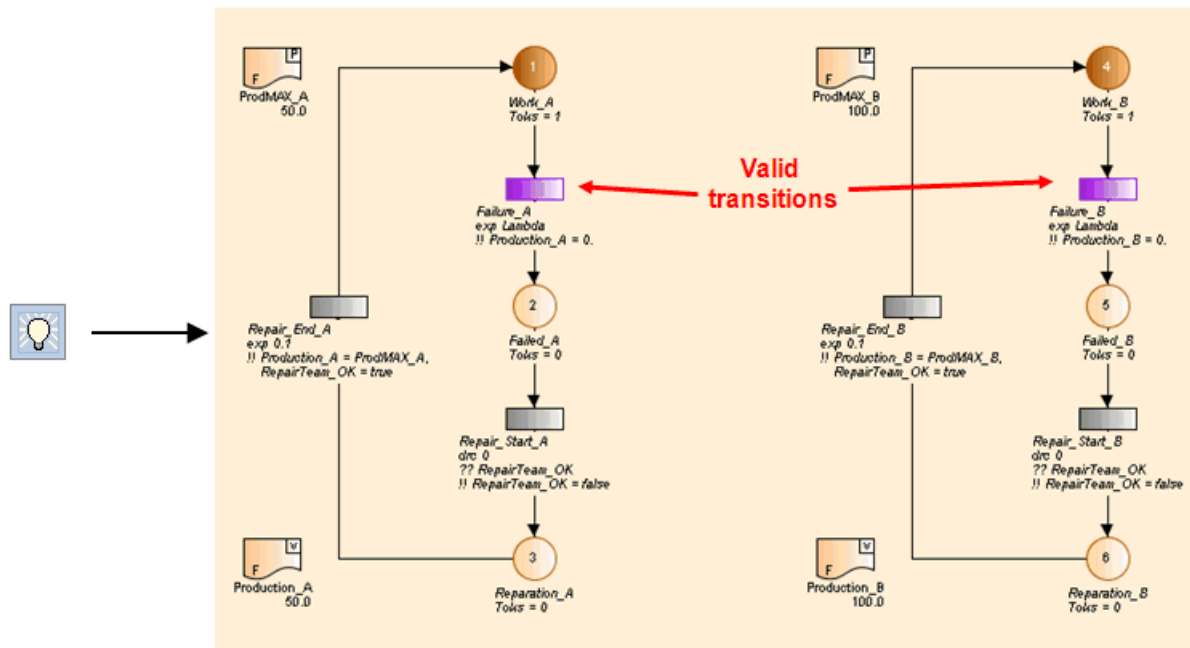 P
F
ProdMAX_A
50.0
1
Work_A
Toks = 1
Failure_A
exp Lambda
!! Production_A = 0.
2
Failed_A
Toks = 0
Repair_End_A
exp 0.1
!! Production_A = ProdMAX_A,
RepairTeam_OK = true
Repair_Start_A
drc 0
?? RepairTeam_OK
!! RepairTeam_OK = false
V
F
Production_A
50.0
3
Reparation_A
Toks = 0
Valid
transitions
P
F
ProdMAX_B
100.0
4
Work_B
Toks = 1
Failure_B
exp Lambda
!! Production_B = 0.
5
Failed_B
Toks = 0
Repair_End_B
exp 0.1
!! Production_B = ProdMAX_B,
RepairTeam_OK = true
Repair_Start_B
drc 0
?? RepairTeam_OK
!! RepairTeam_OK = false
V
F
Production_B
100.0
6
Reparation_B
Toks = 0